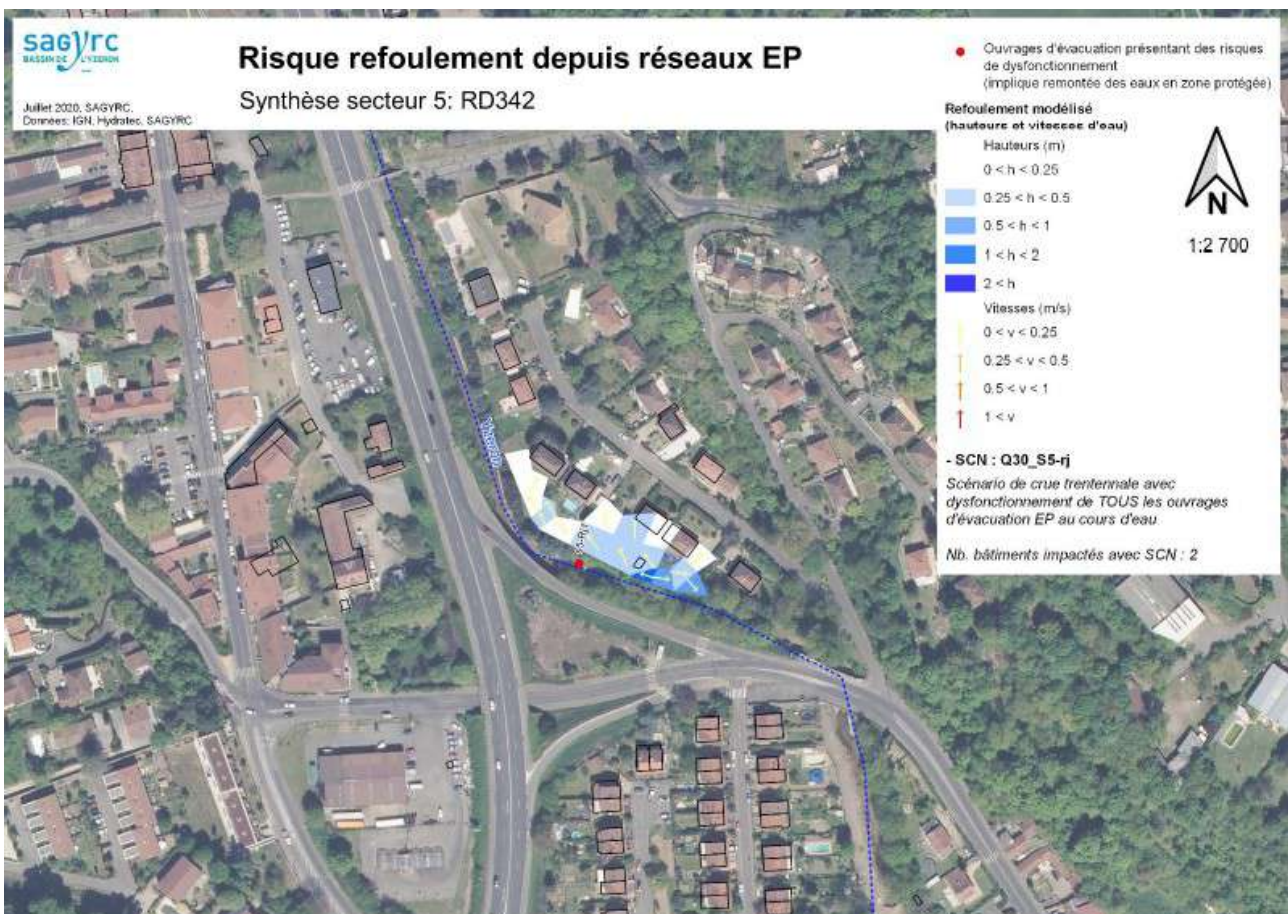 sagyrc
BASSIN DE L'YZERON
Juillet 2020, SAGYRC.
Données: IGN, Hydratec, SAGYRC
Risque refoulement depuis réseaux EP
Synthèse secteur 5: RD342
Ouvrages d'évacuation présentant des risques
de dysfonctionnement
(implique remontée des eaux en zone protégée)
Refoulement modélisé
(hauteurs et vitesses d'eau)
Hauteurs (m)
0 < h < 0.25
0.25 < h < 0.5
0.5 < h < 1
1 < h < 2
2 < h
Vitesses (m/s)
0 < v < 0.25
0.25 < v < 0.5
0.5 < v < 1
1 < v
N
1:2 700
- SCN : Q30_S5-rj
Scénario de crue trentennale avec
dysfonctionnement de TOUS les ouvrages
d'évacuation EP au cours d'eau.
Nb. bâtiments impactés avec SCN : 2